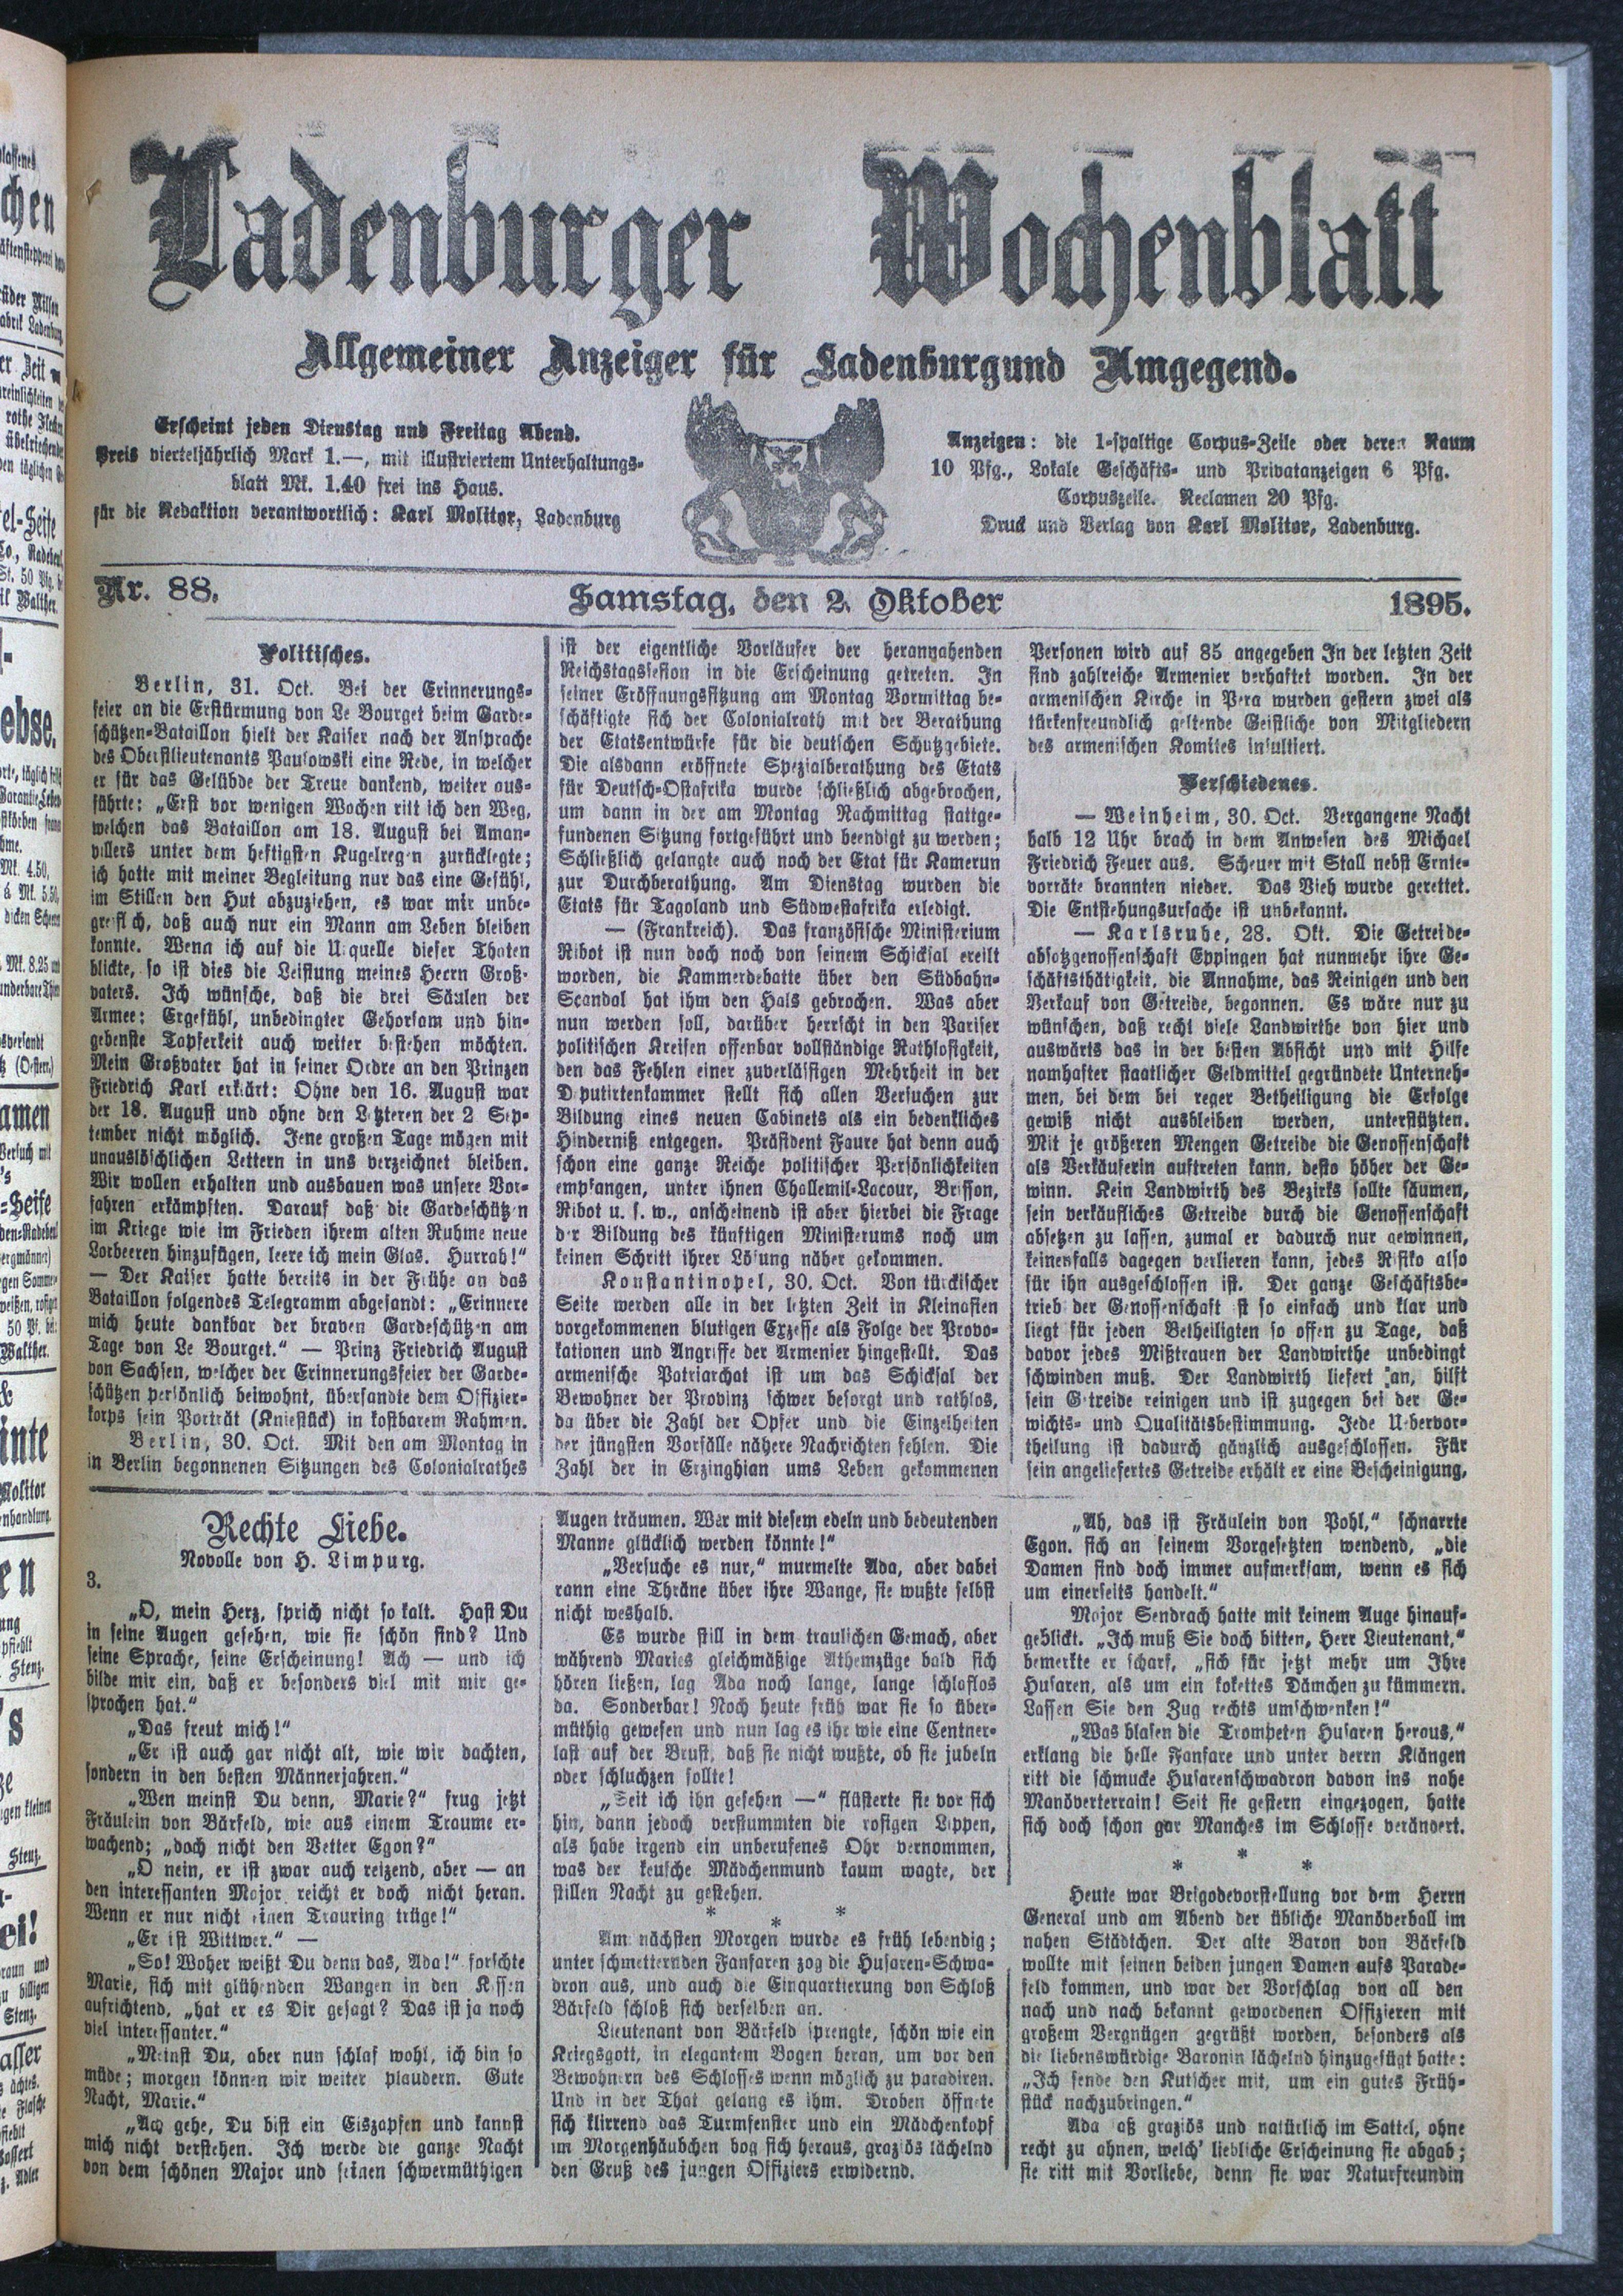 Ladenburger Wochenblatt
Allgemeiner Anzeiger für Ladenburgund Umgegend.
Erscheint jeden Dienstag und Freitag Abend.
Preis vierteljährlich Mark 1.—, mit illustriertem Unterhaltungs-
blatt Mk. 1.40 frei ins Haus.
für die Redaktion verantwortlich: Karl Molitor, Ladenburg
Anzeigen: die 1-spaltige Corpus-Zeile oder deren Raum
10 Pfg., Lokale Geschäfts- und Privatanzeigen 6 Pfg.
Corpuszeile. Reclamen 20 Pfg.
Druck und Verlag von Karl Molitor, Ladenburg.
Nr. 88.
Samstag, den 2. Oktober
1895.
Politisches.
Berlin, 31. Oct. Bei der Erinnerungs-
feier an die Erstürmung von Le Bourget beim Garde-
schützen-Bataillon hielt der Kaiser nach der Ansprache
des Oberstlieutenants Paulowski eine Rede, in welcher
er für das Gelübde der Treue dankend, weiter aus-
führte: „Erst vor wenigen Wochen ritt ich den Weg,
welchen das Bataillon am 18. August bei Aman-
villers unter dem heftigsten Kugelregen zurücklegte;
ich hatte mit meiner Begleitung nur das eine Gefühl,
im Stillen den Hut abzuziehen, es war mir unbe-
greiflich, daß auch nur ein Mann am Leben bleiben
konnte. Wenn ich auf die Urquelle dieser Thaten
blickte, so ist dies die Leistung meines Herrn Groß-
vaters. Ich wünsche, daß die drei Säulen der
Armee: Ergefühl, unbedingter Gehorsam und hin-
gebenste Tapferkeit auch weiter bestehen möchten.
Mein Großvater hat in seiner Ordre an den Prinzen
Friedrich Karl erklärt: Ohne den 16. August war
der 18. August und ohne den Letzteren der 2 Sep-
tember nicht möglich. Jene großen Tage mögen mit
unauslöschlichen Lettern in uns verzeichnet bleiben.
Wir wollen erhalten und ausbauen was unsere Vor-
fahren erkämpften. Darauf daß die Gardeschützen
im Kriege wie im Frieden ihrem alten Ruhme neue
Lorbeeren hinzufügen, leere ich mein Glas. Hurrah!“
— Der Kaiser hatte bereits in der Frühe an das
Bataillon folgendes Telegramm abgesandt: „Erinnere
mich heute dankbar der braven Gardeschützen am
Tage von Le Bourget.“ — Prinz Friedrich August
von Sachsen, welcher der Erinnerungsfeier der Garde-
schützen persönlich beiwohnt, übersandte dem Offizier-
korps sein Porträt (Kniestück) in kostbarem Rahmen.
Berlin, 30. Oct. Mit den am Montag in
in Berlin begonnenen Sitzungen des Colonialrathes
ist der eigentliche Vorläufer der herannahenden
Reichstagssesion in die Erscheinung getreten. In
seiner Eröffnungssitzung am Montag Vormittag be-
schäftigte sich der Colonialrath mit der Berathung
der Etatsentwürfe für die deutschen Schutzgebiete.
Die alsdann eröffnete Spezialberathung des Etats
für Deutsch-Ostafrika wurde schließlich abgebrochen,
um dann in der am Montag Nachmittag stattge-
fundenen Sitzung fortgeführt und beendigt zu werden;
Schließlich gelangte auch noch der Etat für Kamerun
zur Durchberathung. Am Dienstag wurden die
Etats für Tagoland und Südwestafrika erledigt.
— (Frankreich). Das französische Ministerium
Ribot ist nun doch noch von seinem Schicksal ereilt
worden, die Kammerdebatte über den Südbahn-
Scandal hat ihm den Hals gebrochen. Was aber
nun werden soll, darüber herrscht in den Pariser
politischen Kreisen offenbar vollständige Rathlosigkeit,
den das Fehlen einer zuverlässigen Mehrheit in der
Deputirtenkammer stellt sich allen Versuchen zur
Bildung eines neuen Cabinets als ein bedenkliches
Hinderniß entgegen. Präsident Faure hat denn auch
schon eine ganze Reiche politischer Persönlichkeiten
empfangen, unter ihnen Challemil-Lacour, Brisson,
Ribot u. s. w., anscheinend ist aber hierbei die Frage
der Bildung des künftigen Ministerums noch um
keinen Schritt ihrer Lösung näher gekommen.
Konstantinopel, 30. Oct. Von türckischer
Seite werden alle in der letzten Zeit in Kleinasien
vorgekommenen blutigen Exzesse als Folge der Provo-
kationen und Angriffe der Armenier hingestellt. Das
armenische Patriarchat ist um das Schicksal der
Bewohner der Provinz schwer besorgt und rathlos,
da über die Zahl der Opfer und die Einzelheiten
der jüngsten Vorfälle nähere Nachrichten fehlen. Die
Zahl der in Erzinghian ums Leben gekommenen
Personen wird auf 85 angegeben In der letzten Zeit
sind zahlreiche Armenier verhaftet worden. In der
armenischen Kirche in Pera wurden gestern zwei als
türkenfreundlich geltende Geistliche von Mitgliedern
des armenischen Komites insultiert.
Verschiedenes.
— Weinheim, 30. Oct. Vergangene Nacht
halb 12 Uhr brach in dem Anwesen des Michael
Friedrich Feuer aus. Scheuer mit Stall nebst Ernte-
vorräte brannten nieder. Das Vieh wurde gerettet.
Die Entstehungsursache ist unbekannt.
— Karlsruhe, 28. Okt. Die Getreide-
absatzgenossenschaft Eppingen hat nunmehr ihre Ge-
schäftsthätigkeit, die Annahme, das Reinigen und den
Verkauf von Getreide, begonnen. Es wäre nur zu
wünschen, daß recht viele Landwirthe von hier und
auswärts das in der besten Absicht und mit Hilfe
namhafter staatlicher Geldmittel gegründete Unterneh-
men, bei dem bei reger Betheiligung die Erfolge
gewiß nicht ausbleiben werden, unterstützten.
Mit je größeren Mengen Getreide die Genossenschaft
als Verkäuferin auftreten kann, desto höher der Ge-
winn. Kein Landwirth des Bezirks sollte säumen,
sein verkäufliches Getreide durch die Genossenschaft
absetzen zu lassen, zumal er dadurch nur gewinnen,
keinenfalls dagegen verlieren kann, jedes Risiko also
für ihn ausgeschlossen ist. Der ganze Geschäftsbe-
trieb der Genossenschaft ist so einfach und klar und
liegt für jeden Betheiligten so offen zu Tage, daß
davor jedes Mißtrauen der Landwirthe unbedingt
schwinden muß. Der Landwirth liefert an, hilft
sein Getreide reinigen und ist zugegen bei der Ge-
wichts- und Qualitätsbestimmung. Jede Uebervor-
theilung ist dadurch gänzlich ausgeschlossen. Für
sein angeliefertes Getreide erhält er eine Bescheinigung,
Rechte Liebe.
Novolle von H. Limpurg.
3.
„O, mein Herz, sprich nicht so kalt. Hast Du
in seine Augen gesehen, wie sie schön sind? Und
seine Sprache, seine Erscheinung! Ach — und ich
bilde mir ein, daß er besonders viel mit mir ge-
sprochen hat.“
„Das freut mich!“
„Er ist auch gar nicht alt, wie wir dachten,
sondern in den besten Männerjahren.“
„Wen meinst Du denn, Marie?“ frug jetzt
Fräulein von Bärfeld, wie aus einem Traume er-
wachend; „doch nicht den Vetter Egon?“
„O nein, er ist zwar auch reizend, aber — an
den interessanten Major reicht er doch nicht heran.
Wenn er nur nicht einen Trauring trüge!“
„Er ist Wittwer.“ —
„So! Woher weißt Du denn das, Ada!“ forschte
Marie, sich mit glühenden Wangen in den Kissen
aufrichtend, „hat er es Dir gesagt? Das ist ja noch
viel interessanter.“
„Meinst Du, aber nun schlaf wohl, ich bin so
müde; morgen können wir weiter plaudern. Gute
Nacht, Marie.“
„Ach gehe, Du bist ein Eiszapfen und kannst
mich nicht verstehen. Ich werde die ganze Nacht
von dem schönen Major und seinen schwermüthigen
Augen träumen. Wer mit diesem edeln und bedeutenden
Manne glücklich werden könnte!“
„Versuche es nur,“ murmelte Ada, aber dabei
rann eine Thräne über ihre Wange, sie wußte selbst
nicht weshalb.
Es wurde still in dem traulichen Gemach, aber
während Maries gleichmäßige Athemzüge bald sich
hören ließen, lag Ada noch lange, lange schlaflos
da. Sonderbar! Noch heute früh war sie so über-
müthig gewesen und nun lag es ihr wie eine Centner-
last auf der Brust, daß sie nicht wußte, ob sie jubeln
oder schluchzen sollte!
„Seit ich ihn gesehen —“ flüsterte sie vor sich
hin, dann jedoch verstummten die rosigen Lippen,
als habe irgend ein unberufenes Ohr vernommen,
was der keusche Mädchenmund kaum wagte, der
stillen Nacht zu gestehen.
* * *
Am nächsten Morgen wurde es früh lebendig;
unter schmetternden Fanfaren zog die Husaren-Schwa-
dron aus, und auch die Einquartierung von Schloß
Bärfeld schloß sich derselben an.
Lieutenant von Bärfeld sprengte, schön wie ein
Kriegsgott, in elegantem Bogen heran, um vor den
Bewohnern des Schlosses wenn möglich zu paradiren.
Und in der That gelang es ihm. Droben öffnete
sich klirrend das Turmfenster und ein Mädchenkopf
im Morgenhäubchen bog sich heraus, graziös lächelnd
den Gruß des jungen Offiziers erwidernd.
„Ah, das ist Fräulein von Pohl,“ schnarrte
Egon. sich an seinem Vorgesetzten wendend, „die
Damen sind doch immer aufmerksam, wenn es sich
um einerseits handelt.“
Major Sendrach hatte mit keinem Auge hinauf-
geblickt. „Ich muß Sie doch bitten, Herr Lieutenant,“
bemerkte er scharf, „sich für jetzt mehr um Ihre
Husaren, als um ein kokettes Dämchen zu kümmern.
Lassen Sie den Zug rechts umschwenken!“
„Was blasen die Trompeten Husaren heraus,“
erklang die helle Fanfare und unter derrn Klängen
ritt die schmucke Husarenschwadron davon ins nahe
Manöverterrain! Seit sie gestern eingezogen, hatte
sich doch schon gar Manches im Schlosse verändert.
* * *
Heute war Brigadevorstellung vor dem Herrn
General und am Abend der übliche Manöverball im
nahen Städtchen. Der alte Baron von Bärfeld
wollte mit seinen beiden jungen Damen aufs Parade-
feld kommen, und war der Vorschlag von all den
nach und nach bekannt gewordenen Offizieren mit
großem Vergnügen gegrüßt worden, besonders als
die liebenswürdige Baronin lächelnd hinzugefügt hatte:
„Ich sende den Kutscher mit, um ein gutes Früh-
stück nachzubringen.“
Ada aß graziös und natürlich im Sattel, ohne
recht zu ahnen, welch' liebliche Erscheinung sie abgab;
sie ritt mit Vorliebe, denn sie war Naturfreundin